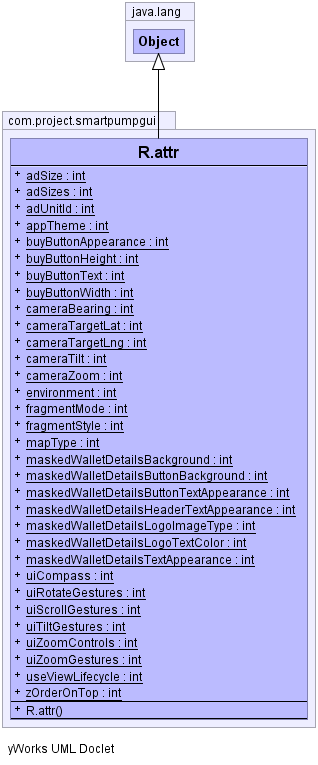 java.lang
Object
com.project.smartpumpgui
R.attr
+ adSize : int
+ adSizes : int
+ adUnitId : int
+ appTheme : int
+ buyButtonAppearance : int
+ buyButtonHeight : int
+ buyButtonText : int
+ buyButtonWidth : int
+ cameraBearing : int
+ cameraTargetLat : int
+ cameraTargetLng : int
+ cameraTilt : int
+ cameraZoom : int
+ environment : int
+ fragmentMode : int
+ fragmentStyle : int
+ mapType : int
+ maskedWalletDetailsBackground : int
+ maskedWalletDetailsButtonBackground : int
+ maskedWalletDetailsButtonTextAppearance : int
+ maskedWalletDetailsHeaderTextAppearance : int
+ maskedWalletDetailsLogoImageType : int
+ maskedWalletDetailsLogoTextColor : int
+ maskedWalletDetailsTextAppearance : int
+ uiCompass : int
+ uiRotateGestures : int
+ uiScrollGestures : int
+ uiTiltGestures : int
+ uiZoomControls : int
+ uiZoomGestures : int
+ useViewLifecycle : int
+ zOrderOnTop : int
+ R.attr()
yWorks UML Doclet